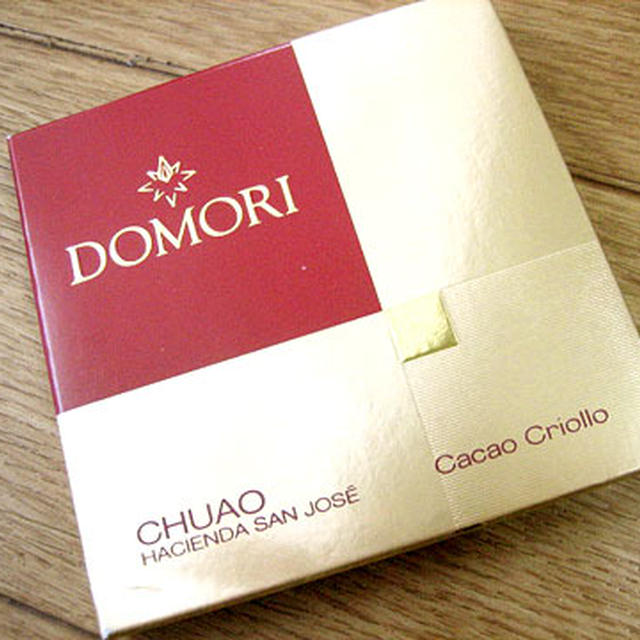 DOMORI
CHUAO
HACIENDA SAN JOSÉ
Cacao Criollo